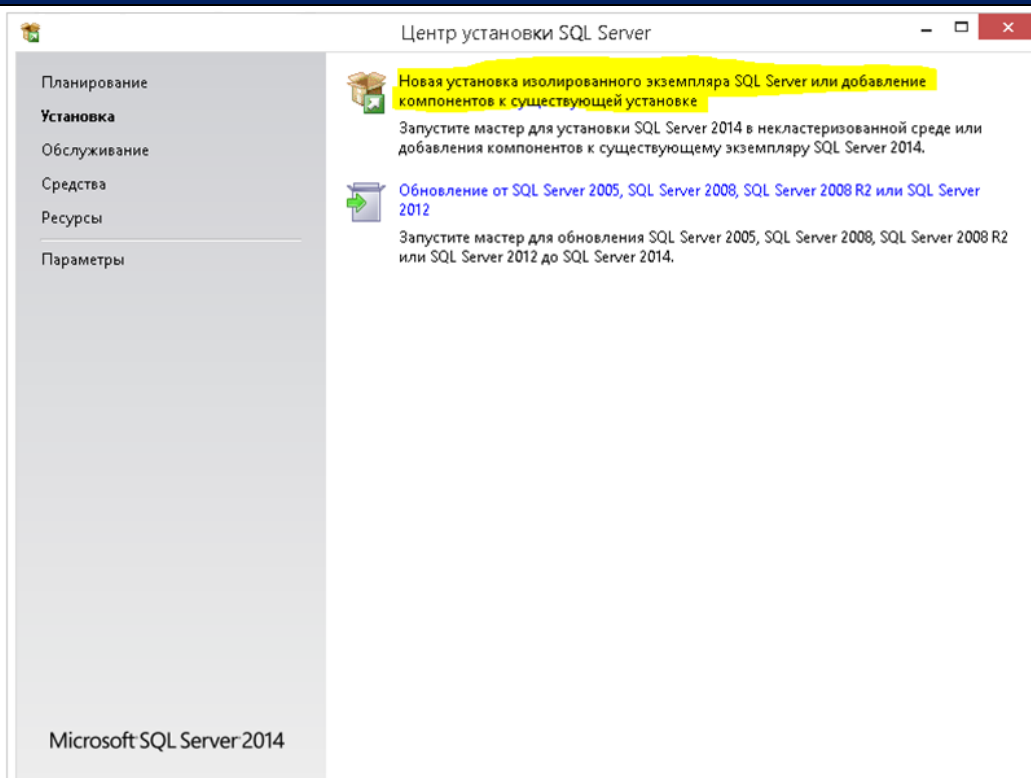 Центр установки SQL Server
Планирование
Установка
Обслуживание
Средства
Ресурсы
Параметры
Новая установка изолированного экземпляра SQL Server или добавление
компонентов к существующей установке
Запустите мастер для установки SQL Server 2014 в некластеризованной среде или
добавления компонентов к существующему экземпляру SQL Server 2014.
Обновление от SQL Server 2005, SQL Server 2008, SQL Server 2008 R2 или SQL Server
2012
Запустите мастер для обновления SQL Server 2005, SQL Server 2008, SQL Server 2008 R2
или SQL Server 2012 до SQL Server 2014.
Microsoft SQL Server 2014